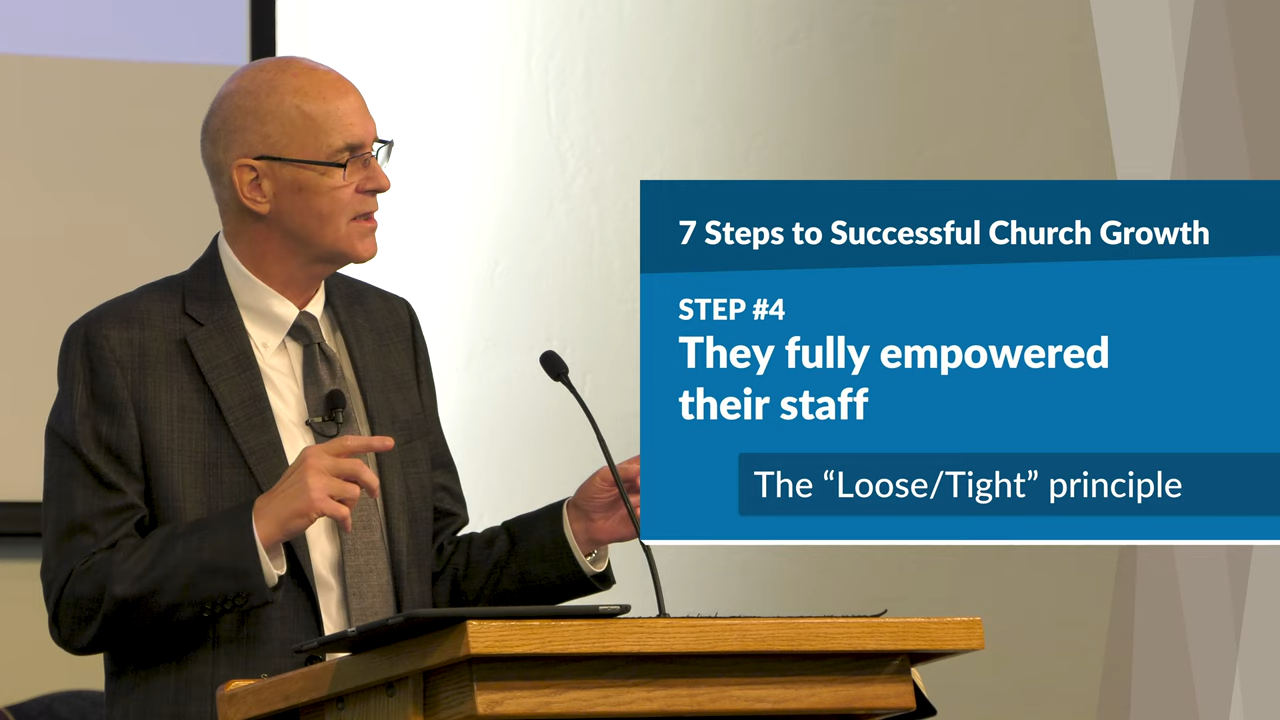 7 Steps to Successful Church Growth
STEP #4
They fully empowered
their staff
The “Loose/Tight” principle